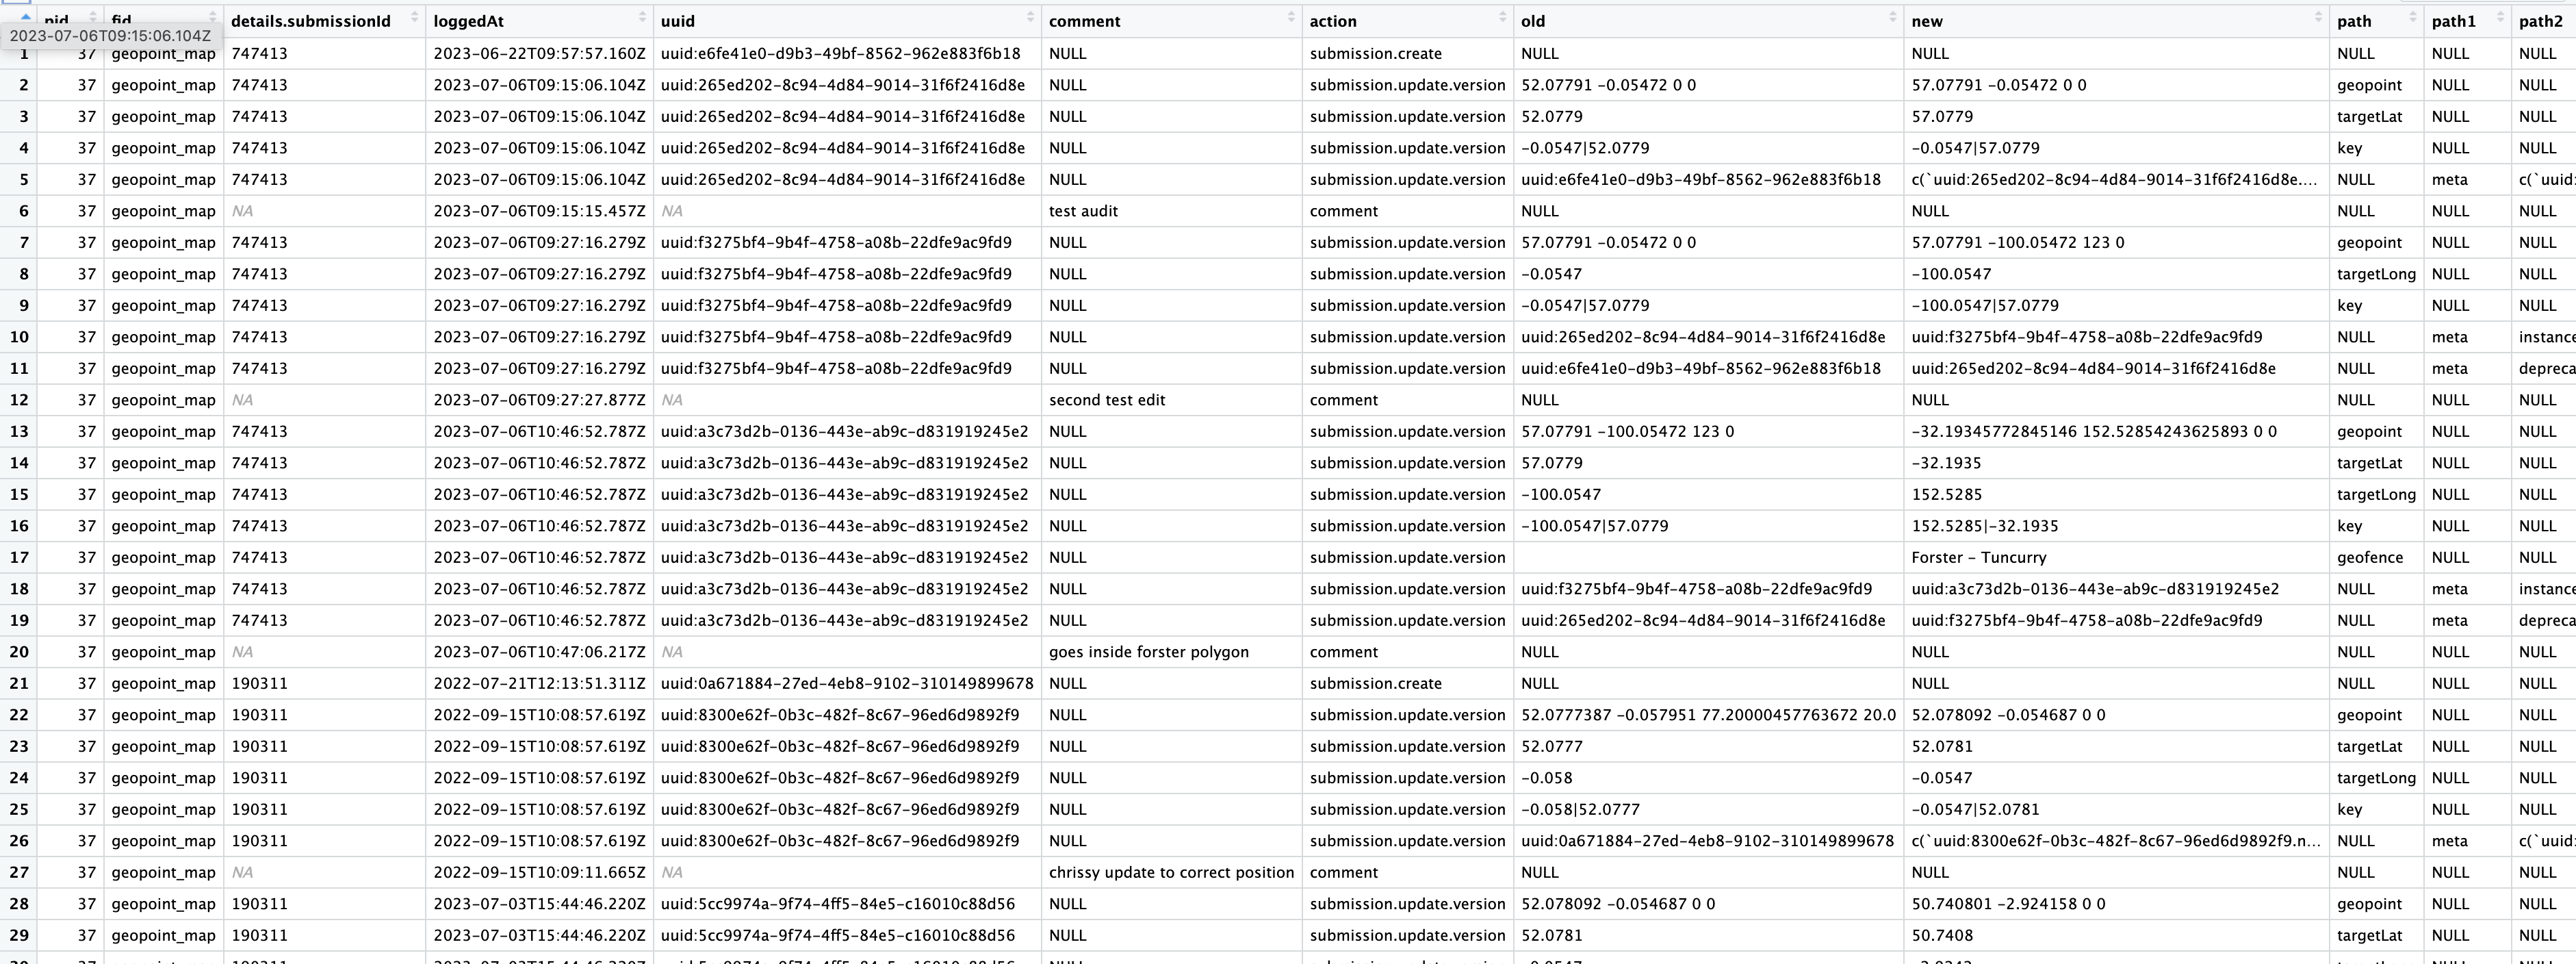 pid fid details.submissionId loggedAt uuid comment action old new path path1 path2
2023-07-06T09:15:06.104Z
1 37 geopoint_map 747413 2023-06-22T09:57:57.160Z uuid:e6fe41e0-d9b3-49bf-8562-962e883f6b18 NULL submission.create NULL NULL NULL NULL NULL
2 37 geopoint_map 747413 2023-07-06T09:15:06.104Z uuid:265ed202-8c94-4d84-9014-31f6f2416d8e NULL submission.update.version 52.07791 -0.05472 0 0 57.07791 -0.05472 0 0 geopoint NULL NULL
3 37 geopoint_map 747413 2023-07-06T09:15:06.104Z uuid:265ed202-8c94-4d84-9014-31f6f2416d8e NULL submission.update.version 52.0779 57.0779 targetLat NULL NULL
4 37 geopoint_map 747413 2023-07-06T09:15:06.104Z uuid:265ed202-8c94-4d84-9014-31f6f2416d8e NULL submission.update.version -0.0547|52.0779 -0.0547|57.0779 key NULL NULL
5 37 geopoint_map 747413 2023-07-06T09:15:06.104Z uuid:265ed202-8c94-4d84-9014-31f6f2416d8e NULL submission.update.version uuid:e6fe41e0-d9b3-49bf-8562-962e883f6b18 c(`uuid:265ed202-8c94-4d84-9014-31f6f2416d8e.... NULL meta c(`uuid:
6 37 geopoint_map NA 2023-07-06T09:15:15.457Z NA test audit comment NULL NULL NULL NULL NULL
7 37 geopoint_map 747413 2023-07-06T09:27:16.279Z uuid:f3275bf4-9b4f-4758-a08b-22dfe9ac9fd9 NULL submission.update.version 57.07791 -0.05472 0 0 57.07791 -100.05472 123 0 geopoint NULL NULL
8 37 geopoint_map 747413 2023-07-06T09:27:16.279Z uuid:f3275bf4-9b4f-4758-a08b-22dfe9ac9fd9 NULL submission.update.version -0.0547 -100.0547 targetLong NULL NULL
9 37 geopoint_map 747413 2023-07-06T09:27:16.279Z uuid:f3275bf4-9b4f-4758-a08b-22dfe9ac9fd9 NULL submission.update.version -0.0547|57.0779 -100.0547|57.0779 key NULL NULL
10 37 geopoint_map 747413 2023-07-06T09:27:16.279Z uuid:f3275bf4-9b4f-4758-a08b-22dfe9ac9fd9 NULL submission.update.version uuid:265ed202-8c94-4d84-9014-31f6f2416d8e uuid:f3275bf4-9b4f-4758-a08b-22dfe9ac9fd9 NULL meta instance
11 37 geopoint_map 747413 2023-07-06T09:27:16.279Z uuid:f3275bf4-9b4f-4758-a08b-22dfe9ac9fd9 NULL submission.update.version uuid:e6fe41e0-d9b3-49bf-8562-962e883f6b18 uuid:265ed202-8c94-4d84-9014-31f6f2416d8e NULL meta depreca
12 37 geopoint_map NA 2023-07-06T09:27:27.877Z NA second test edit comment NULL NULL NULL NULL NULL
13 37 geopoint_map 747413 2023-07-06T10:46:52.787Z uuid:a3c73d2b-0136-443e-ab9c-d831919245e2 NULL submission.update.version 57.07791 -100.05472 123 0 -32.19345772845146 152.52854243625893 0 0 geopoint NULL NULL
14 37 geopoint_map 747413 2023-07-06T10:46:52.787Z uuid:a3c73d2b-0136-443e-ab9c-d831919245e2 NULL submission.update.version 57.0779 -32.1935 targetLat NULL NULL
15 37 geopoint_map 747413 2023-07-06T10:46:52.787Z uuid:a3c73d2b-0136-443e-ab9c-d831919245e2 NULL submission.update.version -100.0547 152.5285 targetLong NULL NULL
16 37 geopoint_map 747413 2023-07-06T10:46:52.787Z uuid:a3c73d2b-0136-443e-ab9c-d831919245e2 NULL submission.update.version -100.0547|57.0779 152.5285|-32.1935 key NULL NULL
17 37 geopoint_map 747413 2023-07-06T10:46:52.787Z uuid:a3c73d2b-0136-443e-ab9c-d831919245e2 NULL submission.update.version Forster - Tuncurry geofence NULL NULL
18 37 geopoint_map 747413 2023-07-06T10:46:52.787Z uuid:a3c73d2b-0136-443e-ab9c-d831919245e2 NULL submission.update.version uuid:f3275bf4-9b4f-4758-a08b-22dfe9ac9fd9 uuid:a3c73d2b-0136-443e-ab9c-d831919245e2 NULL meta instance
19 37 geopoint_map 747413 2023-07-06T10:46:52.787Z uuid:a3c73d2b-0136-443e-ab9c-d831919245e2 NULL submission.update.version uuid:265ed202-8c94-4d84-9014-31f6f2416d8e uuid:f3275bf4-9b4f-4758-a08b-22dfe9ac9fd9 NULL meta depreca
20 37 geopoint_map NA 2023-07-06T10:47:06.217Z NA goes inside forster polygon comment NULL NULL NULL NULL NULL
21 37 geopoint_map 190311 2022-07-21T12:13:51.311Z uuid:0a671884-27ed-4eb8-9102-310149899678 NULL submission.create NULL NULL NULL NULL NULL
22 37 geopoint_map 190311 2022-09-15T10:08:57.619Z uuid:8300e62f-0b3c-482f-8c67-96ed6d9892f9 NULL submission.update.version 52.0777387 -0.057951 77.20000457763672 20.0 52.078092 -0.054687 0 0 geopoint NULL NULL
23 37 geopoint_map 190311 2022-09-15T10:08:57.619Z uuid:8300e62f-0b3c-482f-8c67-96ed6d9892f9 NULL submission.update.version 52.0777 52.0781 targetLat NULL NULL
24 37 geopoint_map 190311 2022-09-15T10:08:57.619Z uuid:8300e62f-0b3c-482f-8c67-96ed6d9892f9 NULL submission.update.version -0.058 -0.0547 targetLong NULL NULL
25 37 geopoint_map 190311 2022-09-15T10:08:57.619Z uuid:8300e62f-0b3c-482f-8c67-96ed6d9892f9 NULL submission.update.version -0.058|52.0777 -0.0547|52.0781 key NULL NULL
26 37 geopoint_map 190311 2022-09-15T10:08:57.619Z uuid:8300e62f-0b3c-482f-8c67-96ed6d9892f9 NULL submission.update.version uuid:0a671884-27ed-4eb8-9102-310149899678 c(`uuid:8300e62f-0b3c-482f-8c67-96ed6d9892f9.n... NULL meta c(`uuid:
27 37 geopoint_map NA 2022-09-15T10:09:11.665Z NA chrissy update to correct position comment NULL NULL NULL NULL NULL
28 37 geopoint_map 190311 2023-07-03T15:44:46.220Z uuid:5cc9974a-9f74-4ff5-84e5-c16010c88d56 NULL submission.update.version 52.078092 -0.054687 0 0 50.740801 -2.924158 0 0 geopoint NULL NULL
29 37 geopoint_map 190311 2023-07-03T15:44:46.220Z uuid:5cc9974a-9f74-4ff5-84e5-c16010c88d56 NULL submission.update.version 52.0781 50.7408 targetLat NULL NULL